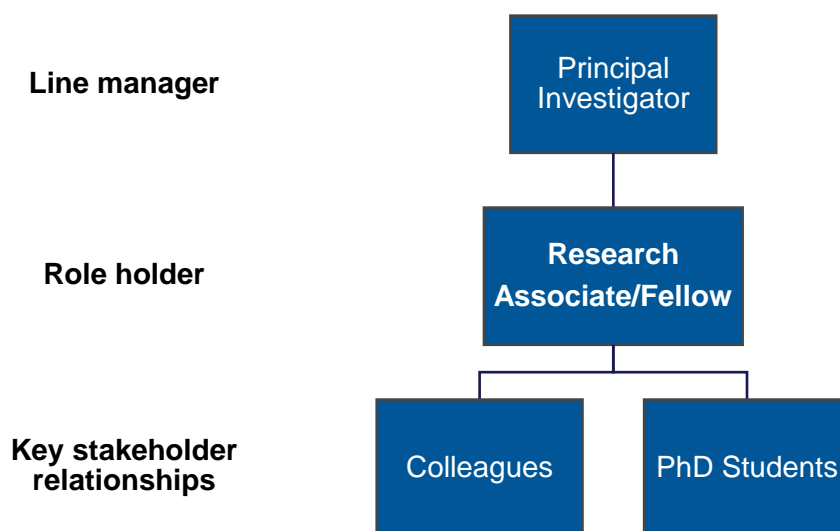 Line manager
Principal
Investigator
Role holder
Research
Associate/Fellow
Key stakeholder
relationships
Colleagues
PhD Students